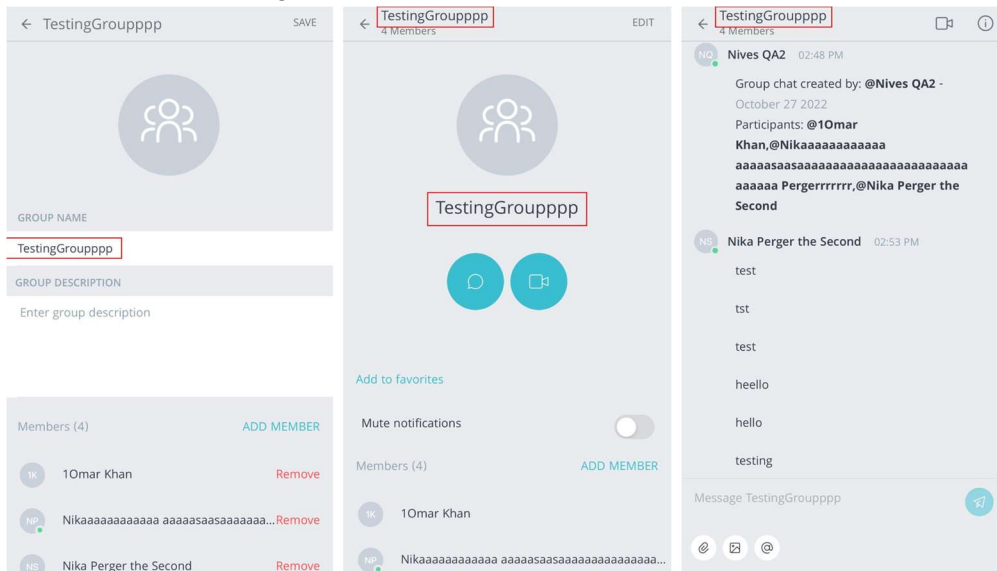 TestingGroupppp
SAVE
GROUP NAME
TestingGroupppp
GROUP DESCRIPTION
Enter group description
Members (4)
ADD MEMBER
1K
1Omar Khan
Remove
NP
Nikaaaaaaaaaaaa aaaaasaasaaaaaaa...
Remove
NS
Nika Perger the Second
Remove
TestingGroupppp
4 Members
EDIT
TestingGroupppp
Add to favorites
Mute notifications
Members (4)
ADD MEMBER
1K
1Omar Khan
NP
Nikaaaaaaaaaaaa aaaaasaasaaaaaaaaaaaaaaa...
TestingGroupppp
4 Members
NQ
Nives QA2 02:48 PM
Group chat created by: @Nives QA2 -
October 27 2022
Participants: @1Omar
Khan,@Nikaaaaaaaaaaaa
aaaaasaasaaaaaaaaaaaaaaaaaaaaaaaa
aaaaaa Pergerrrrrrr,@Nika Perger the
Second
NS
Nika Perger the Second 02:53 PM
test
tst
test
heello
hello
testing
Message TestingGroupppp